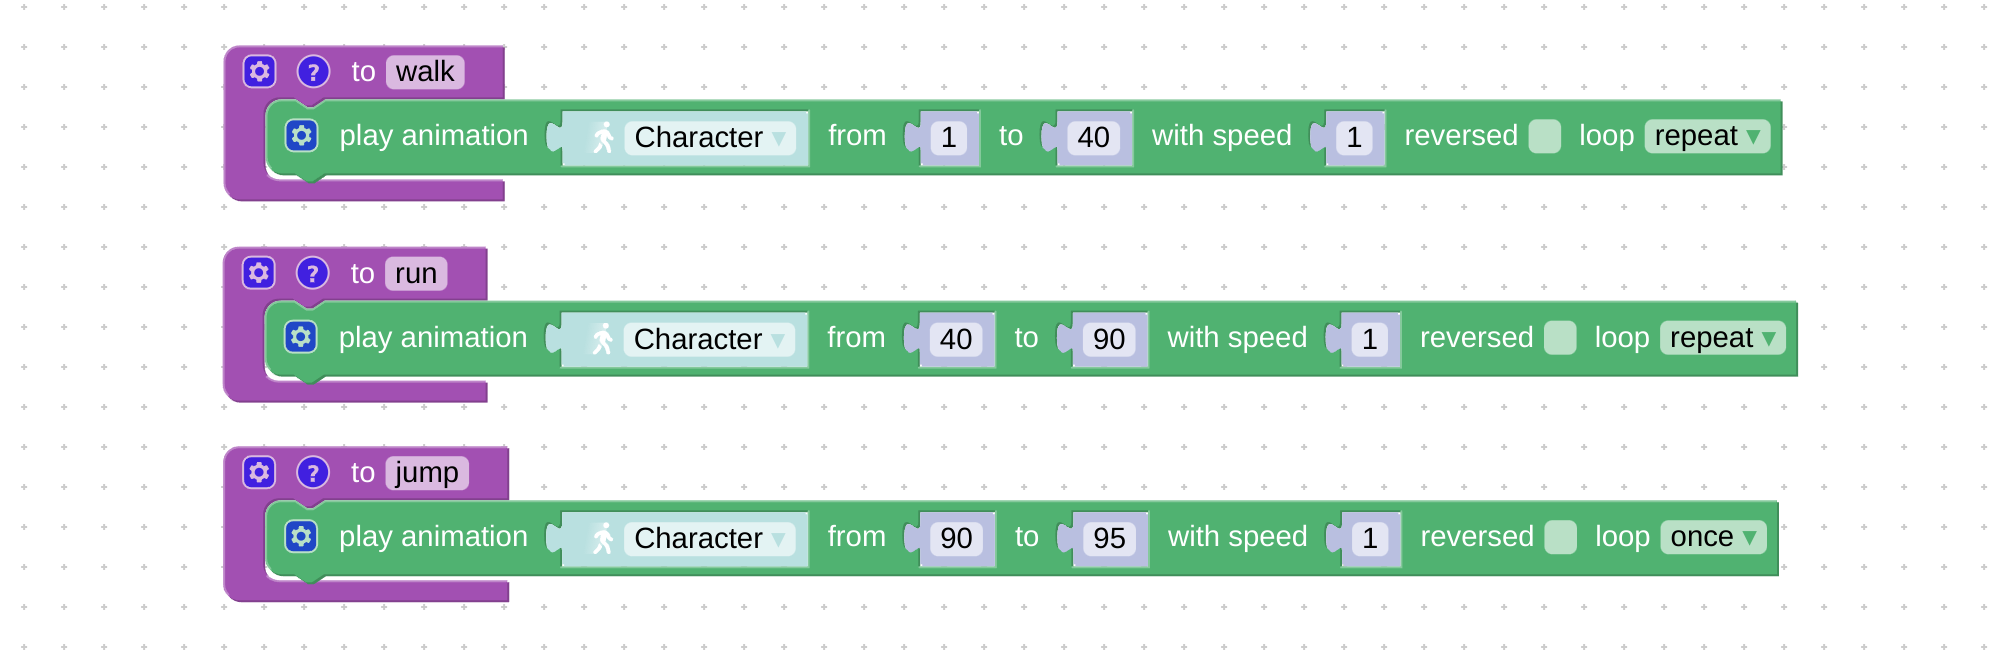 ? to walk
play animation Character from 1 to 40 with speed 1 reversed loop repeat
? to run
play animation Character from 40 to 90 with speed 1 reversed loop repeat
? to jump
play animation Character from 90 to 95 with speed 1 reversed loop once